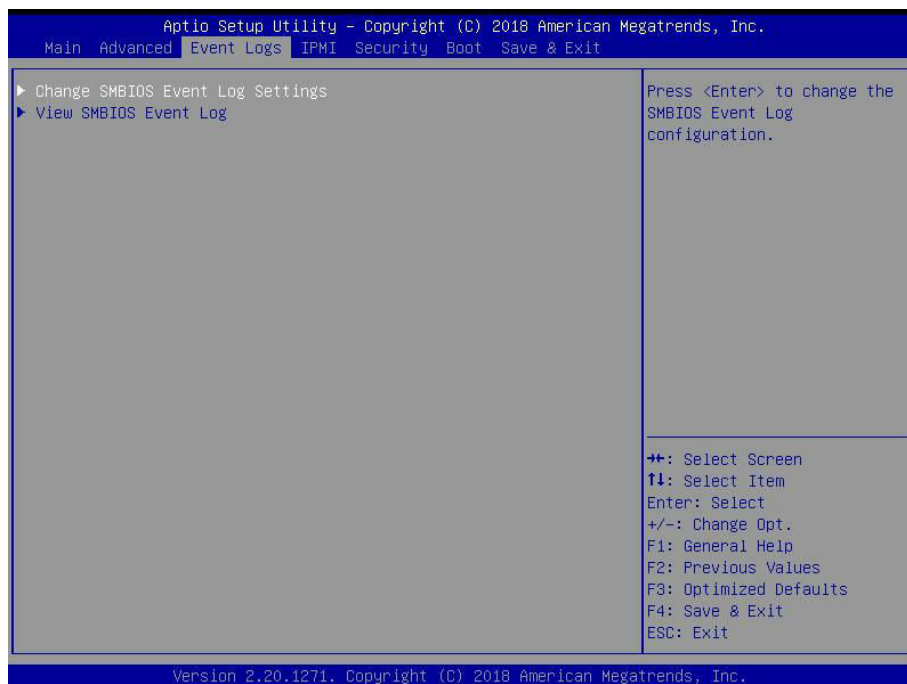 Aptio Setup Utility – Copyright (C) 2018 American Megatrends, Inc.
Main Advanced Event Logs IPMI Security Boot Save & Exit
▶ Change SMBIOS Event Log Settings
▶ View SMBIOS Event Log
Press <Enter> to change the
SMBIOS Event Log
configuration.
→←: Select Screen
↑↓: Select Item
Enter: Select
+/-: Change Opt.
F1: General Help
F2: Previous Values
F3: Optimized Defaults
F4: Save & Exit
ESC: Exit
Version 2.20.1271. Copyright (C) 2018 American Megatrends, Inc.